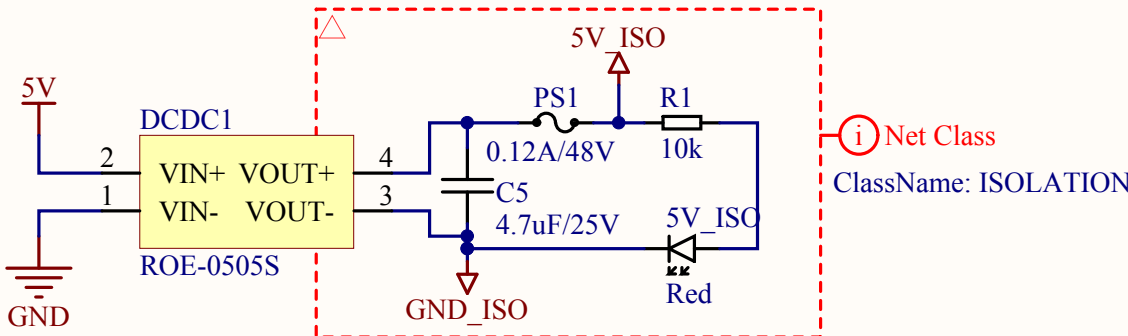 5V_ISO
5V
DCDC1
PS1
R1
2
VIN+
VOUT+
4
0.12A/48V
10k
i
Net Class
1
VIN-
VOUT-
3
C5
ClassName: ISOLATION
4.7uF/25V
5V_ISO
ROE-0505S
Red
GND
GND_ISO